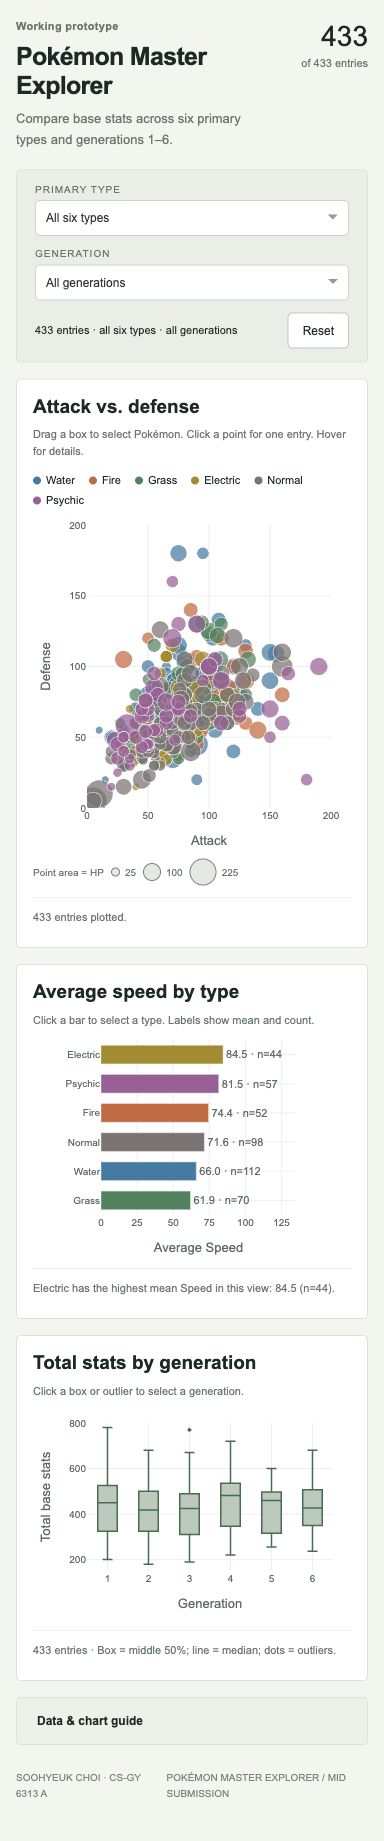 Working prototype
433
Pokémon Master
Explorer
of 433 entries
Compare base stats across six primary
types and generations 1–6.
PRIMARY TYPE
All six types
GENERATION
All generations
433 entries · all six types · all generations
Reset
Attack vs. defense
Drag a box to select Pokémon. Click a point for one entry. Hover
for details.
Water Fire Grass Electric Normal
Psychic
200
150
100
50
0
Defense
0 50 100 150 200
Attack
Point area = HP 25 100 225
433 entries plotted.
Average speed by type
Click a bar to select a type. Labels show mean and count.
Electric 84.5 · n=44
Psychic 81.5 · n=57
Fire 74.4 · n=52
Normal 71.6 · n=98
Water 66.0 · n=112
Grass 61.9 · n=70
0 25 50 75 100 125
Average Speed
Electric has the highest mean Speed in this view: 84.5 (n=44).
Total stats by generation
Click a box or outlier to select a generation.
800
600
400
200
Total base stats
1 2 3 4 5 6
Generation
433 entries · Box = middle 50%; line = median; dots = outliers.
Data & chart guide
SOOHYEUK CHOI · CS-GY
6313 A
POKÉMON MASTER EXPLORER / MID
SUBMISSION